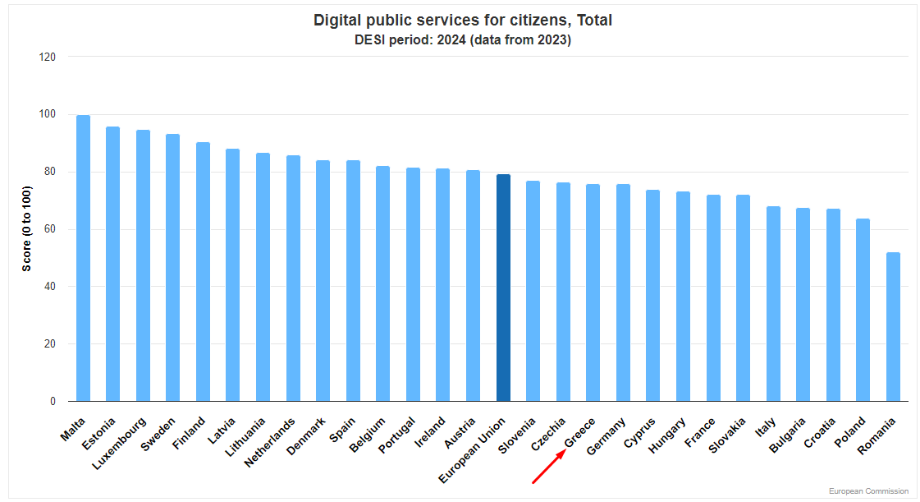 Digital public services for citizens, Total
DESI period: 2024 (data from 2023)
120
100
80
60
40
20
0
Score (0 to 100)
Malta
Estonia
Luxembourg
Sweden
Finland
Latvia
Lithuania
Netherlands
Denmark
Spain
Belgium
Portugal
Ireland
Austria
European Union
Slovenia
Czechia
Greece
Germany
Cyprus
Hungary
France
Slovakia
Italy
Bulgaria
Croatia
Poland
Romania
European Commission